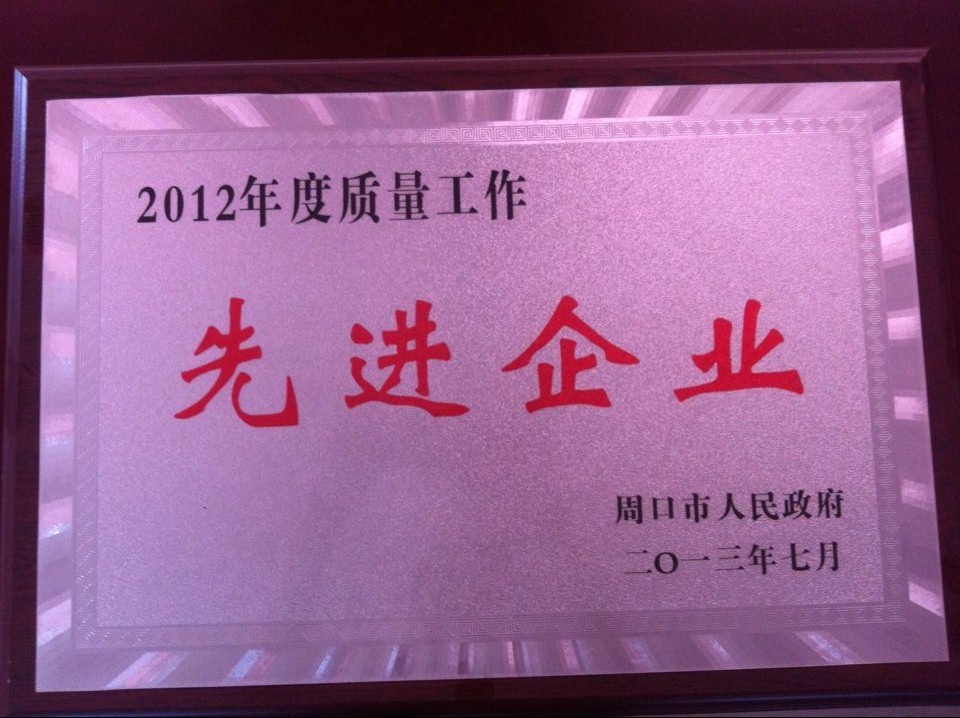 2012年度质量工作
先进企业
周口市人民政府
二〇一三年七月